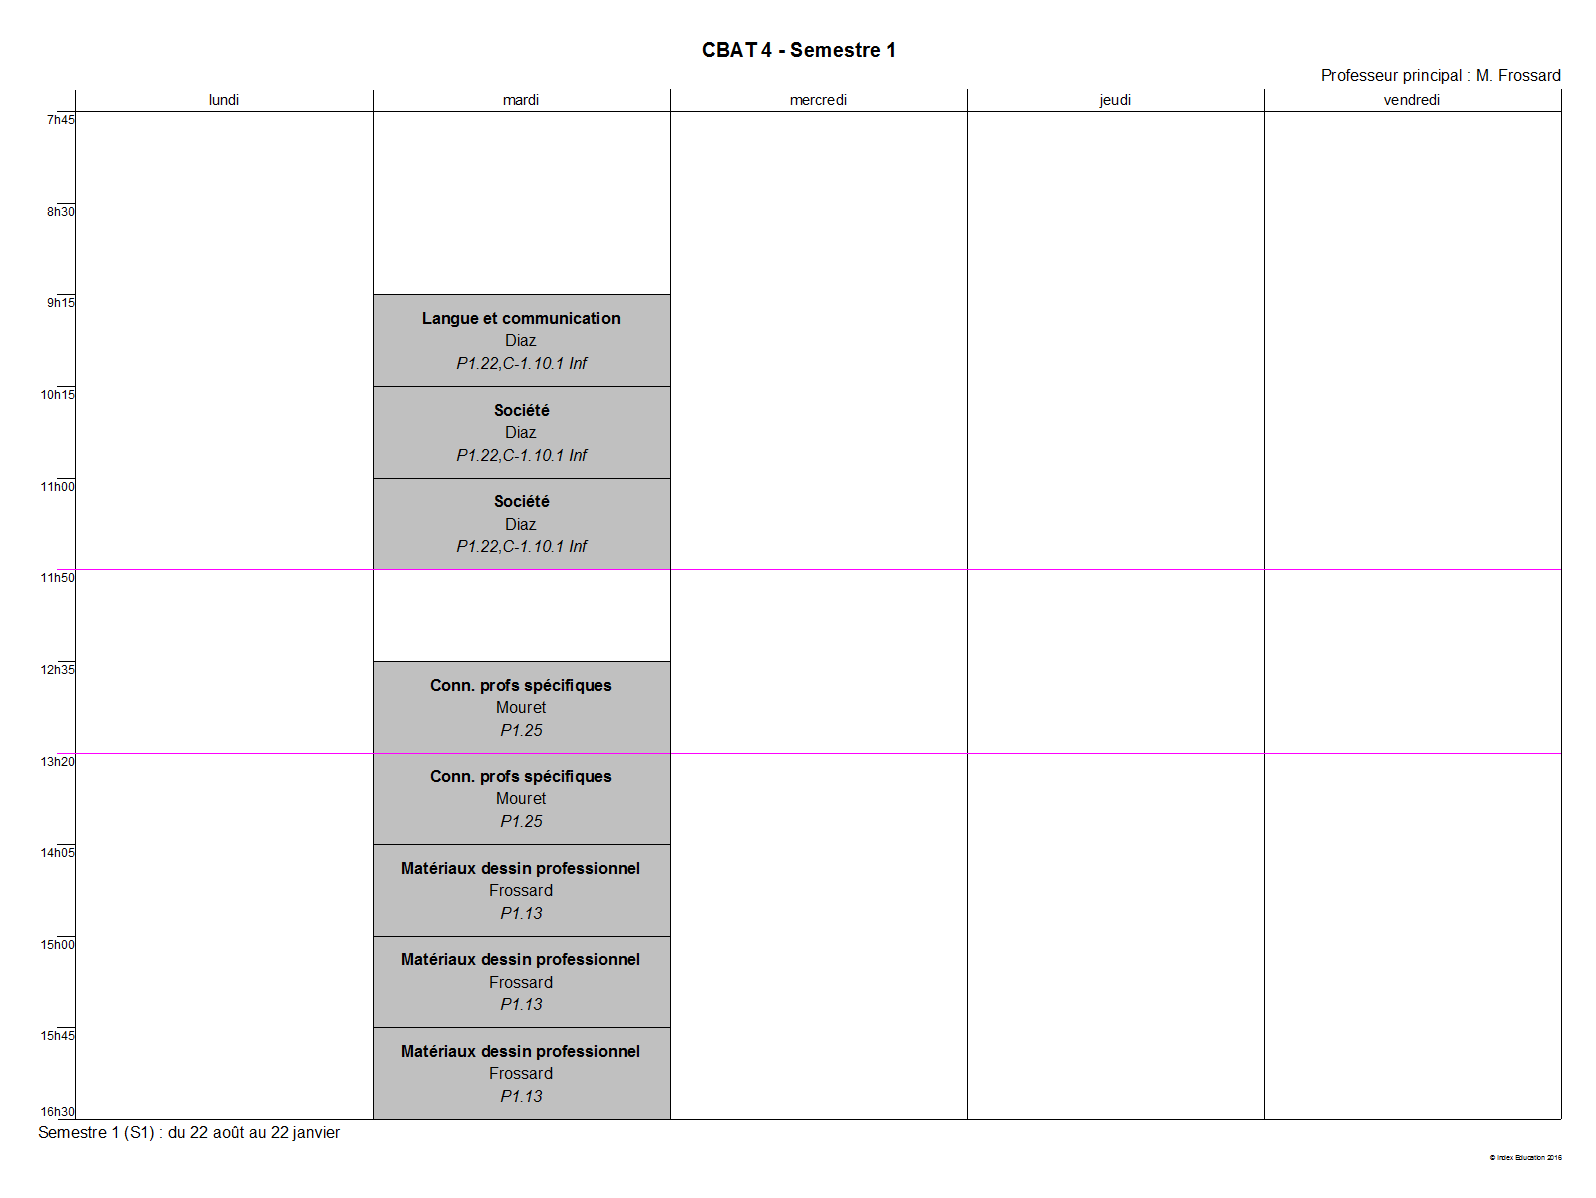 CBAT 4 - Semestre 1
Professeur principal : M. Frossard
lundi
mardi
mercredi
jeudi
vendredi
7h45
8h30
9h15
Langue et communication
Diaz
P1.22,C-1.10.1 Inf
10h15
Société
Diaz
P1.22,C-1.10.1 Inf
11h00
Société
Diaz
P1.22,C-1.10.1 Inf
11h50
12h35
Conn. profs spécifiques
Mouret
P1.25
13h20
Conn. profs spécifiques
Mouret
P1.25
14h05
Matériaux dessin professionnel
Frossard
P1.13
15h00
Matériaux dessin professionnel
Frossard
P1.13
15h45
Matériaux dessin professionnel
Frossard
P1.13
16h30
Semestre 1 (S1) : du 22 août au 22 janvier
© Index Education 2016